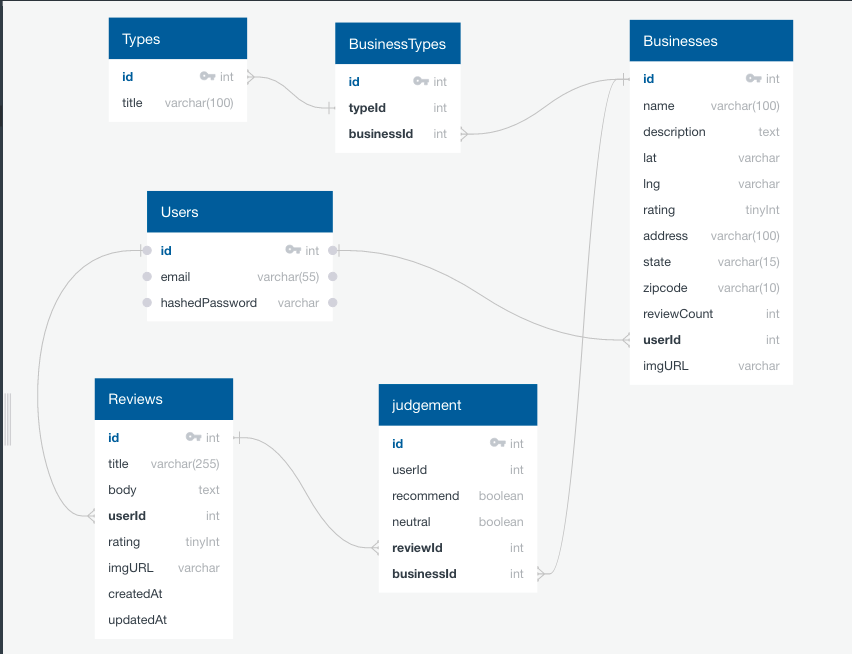 Types
id int
title varchar(100)
BusinessTypes
id int
typeId int
businessId int
Businesses
id int
name varchar(100)
description text
lat varchar
lng varchar
rating tinyInt
address varchar(100)
state varchar(15)
zipcode varchar(10)
reviewCount int
userId int
imgURL varchar
Users
id int
email varchar(55)
hashedPassword varchar
Reviews
id int
title varchar(255)
body text
userId int
rating tinyInt
imgURL varchar
createdAt
updatedAt
judgement
id int
userId int
recommend boolean
neutral boolean
reviewId int
businessId int